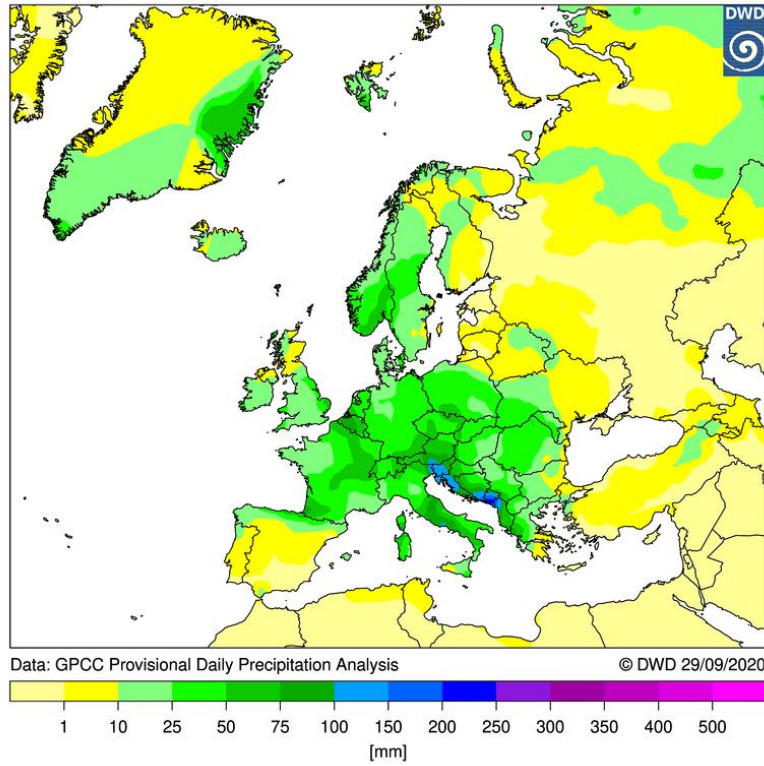 DWD
Data: GPCC Provisional Daily Precipitation Analysis © DWD 29/09/2020
1 10 25 50 75 100 150 200 250 300 350 400 500
[mm]